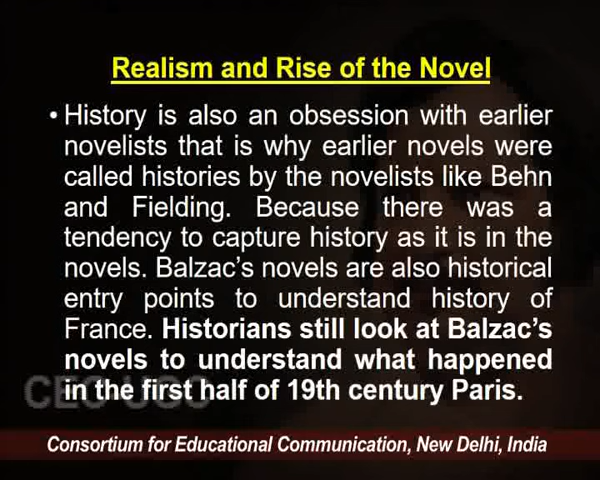 Realism and Rise of the Novel
• History is also an obsession with earlier
novelists that is why earlier novels were
called histories by the novelists like Behn
and Fielding. Because there was a
tendency to capture history as it is in the
novels. Balzac's novels are also historical
entry points to understand history of
France. Historians still look at Balzac's
novels to understand what happened
in the first half of 19th century Paris.
CEC UGC
Consortium for Educational Communication, New Delhi, India